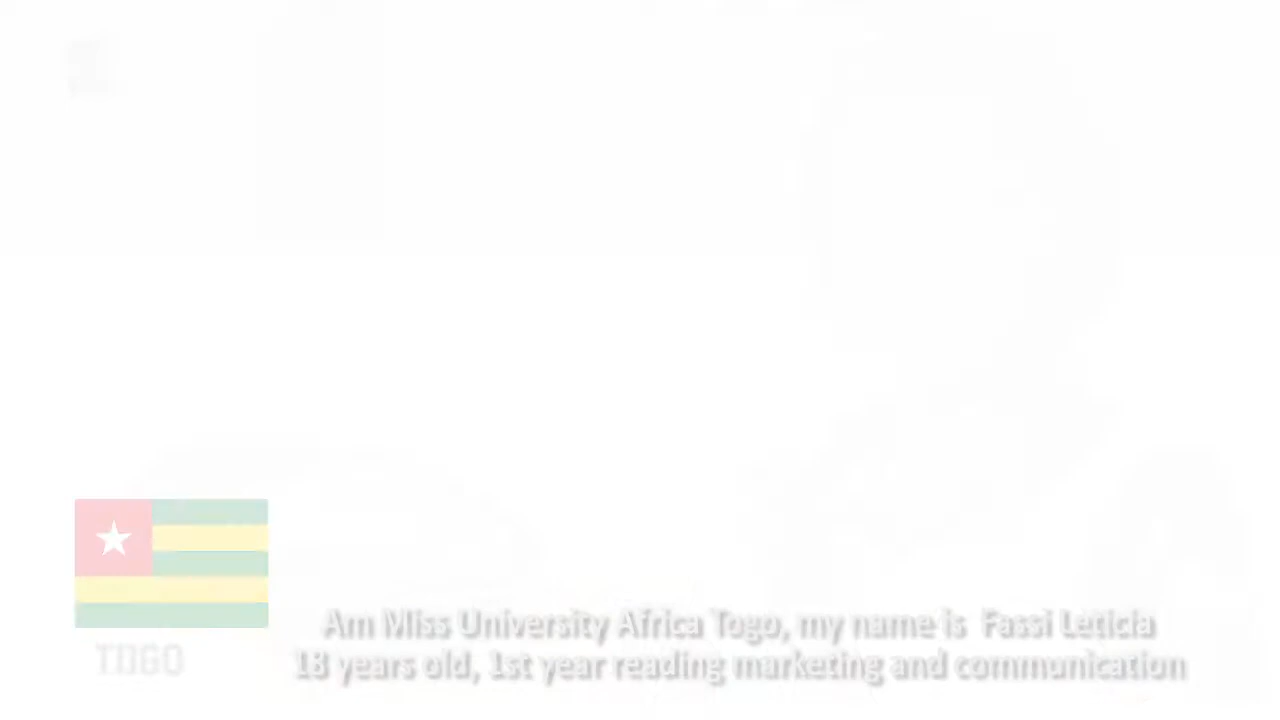 TOGO
Am Miss University Africa Togo, my name is Fassi Leticia
18 years old, 1st year reading marketing and communication